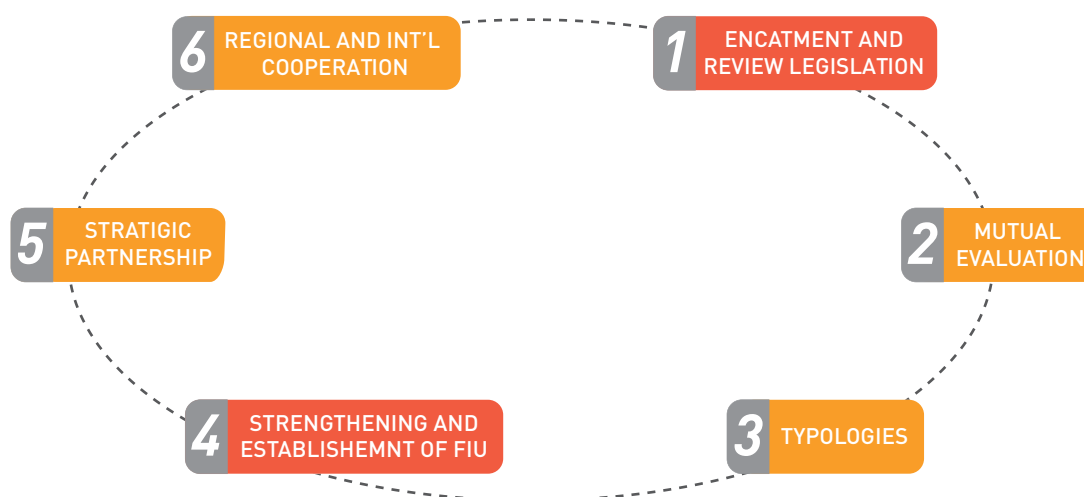 1
ENCATMENT AND
REVIEW LEGISLATION
2
MUTUAL
EVALUATION
3
TYPOLOGIES
4
STRENGTHENING AND
ESTABLISHEMNT OF FIU
5
STRATIGIC
PARTNERSHIP
6
REGIONAL AND INT'L
COOPERATION